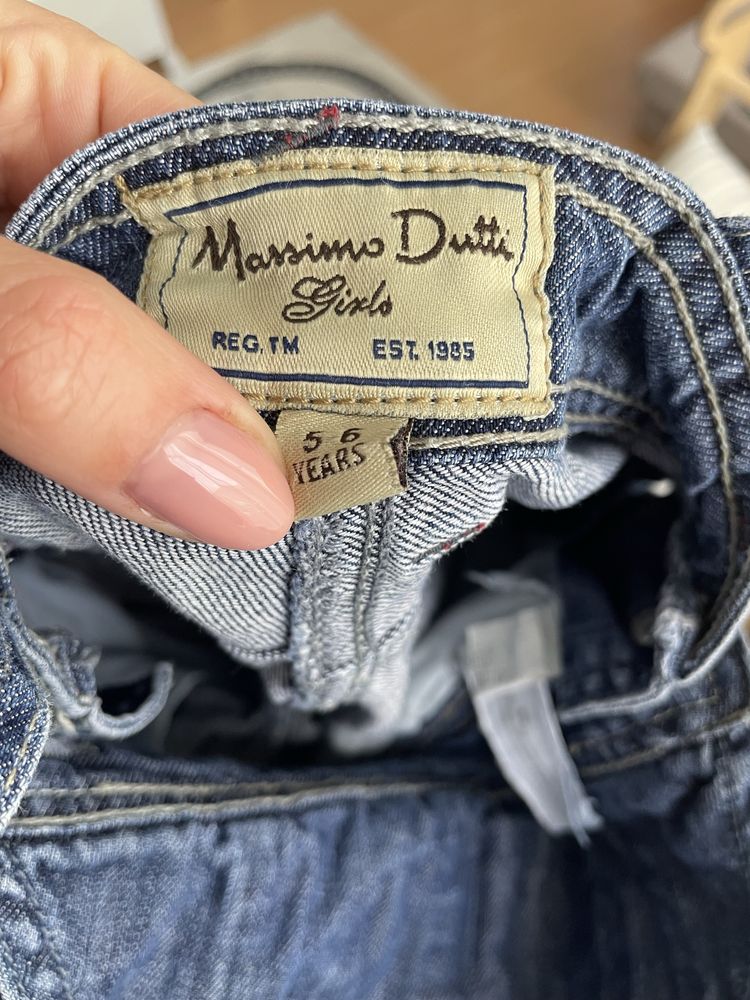 Massimo Dutti
Girls
REG. TM EST. 1985
5 6
YEARS